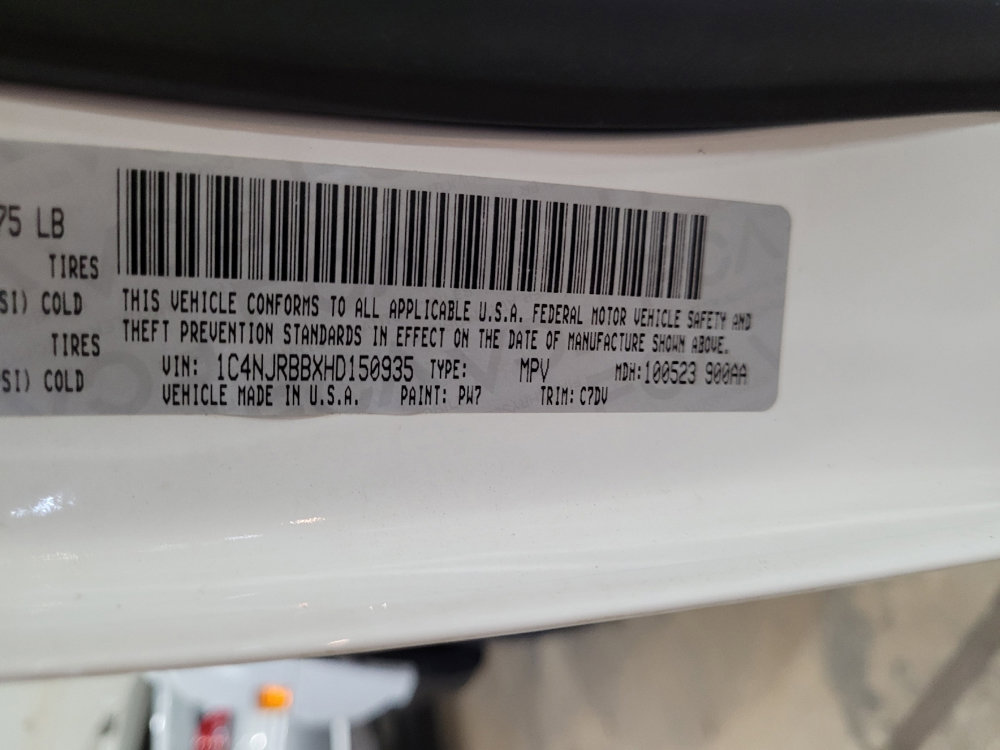 75 LB
TIRES
SI) COLD
TIRES
SI) COLD
THIS VEHICLE CONFORMS TO ALL APPLICABLE U.S.A. FEDERAL MOTOR VEHICLE SAFETY AND
THEFT PREVENTION STANDARDS IN EFFECT ON THE DATE OF MANUFACTURE SHOWN ABOVE.
VIN: 1C4NJRBBXHD150935 TYPE: MPV MDH: 100523 900AA
VEHICLE MADE IN U.S.A. PAINT: PW7 TRIM: C7DV